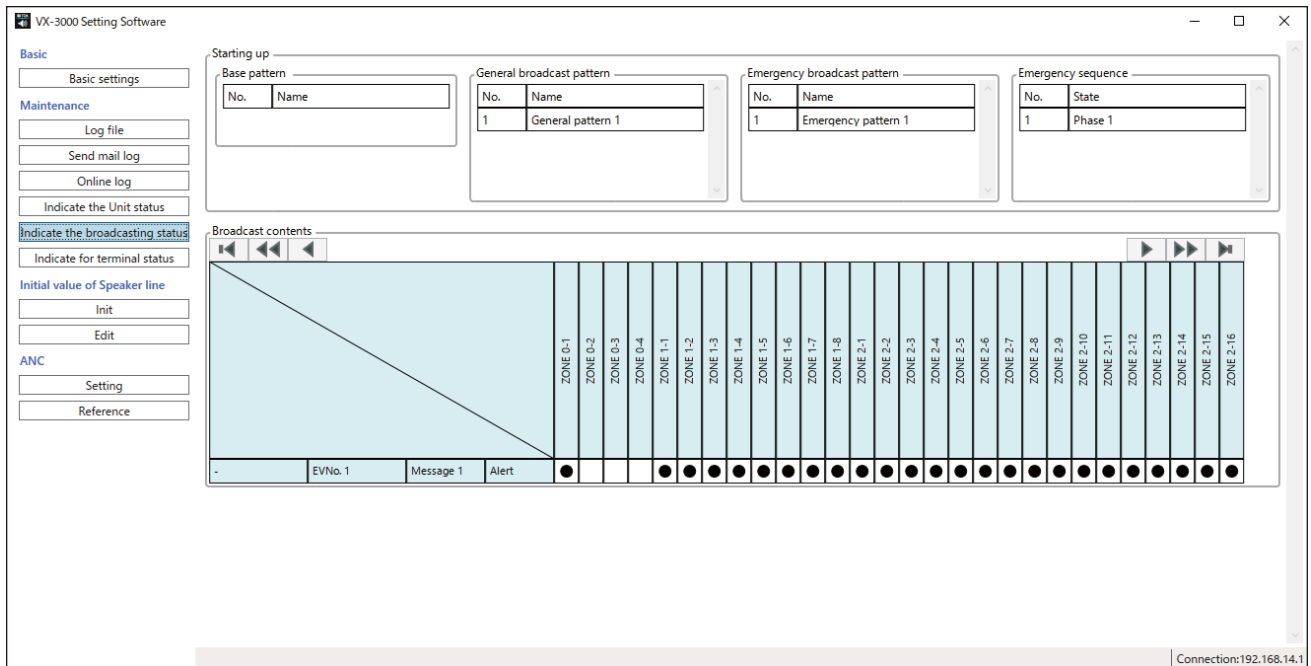 VX-3000 Setting Software
Basic
Basic settings
Maintenance
Log file
Send mail log
Online log
Indicate the Unit status
Indicate the broadcasting status
Indicate for terminal status
Initial value of Speaker line
Init
Edit
ANC
Setting
Reference
Starting up
Base pattern
No. Name
General broadcast pattern
No. Name
1 General pattern 1
Emergency broadcast pattern
No. Name
1 Emergency pattern 1
Emergency sequence
No. State
1 Phase 1
Broadcast contents
ZONE 0-1
ZONE 0-2
ZONE 0-3
ZONE 0-4
ZONE 1-1
ZONE 1-2
ZONE 1-3
ZONE 1-4
ZONE 1-5
ZONE 1-6
ZONE 1-7
ZONE 1-8
ZONE 2-1
ZONE 2-2
ZONE 2-3
ZONE 2-4
ZONE 2-5
ZONE 2-6
ZONE 2-7
ZONE 2-8
ZONE 2-9
ZONE 2-10
ZONE 2-11
ZONE 2-12
ZONE 2-13
ZONE 2-14
ZONE 2-15
ZONE 2-16
- EVNo. 1 Message 1 Alert
Connection:192.168.14.1